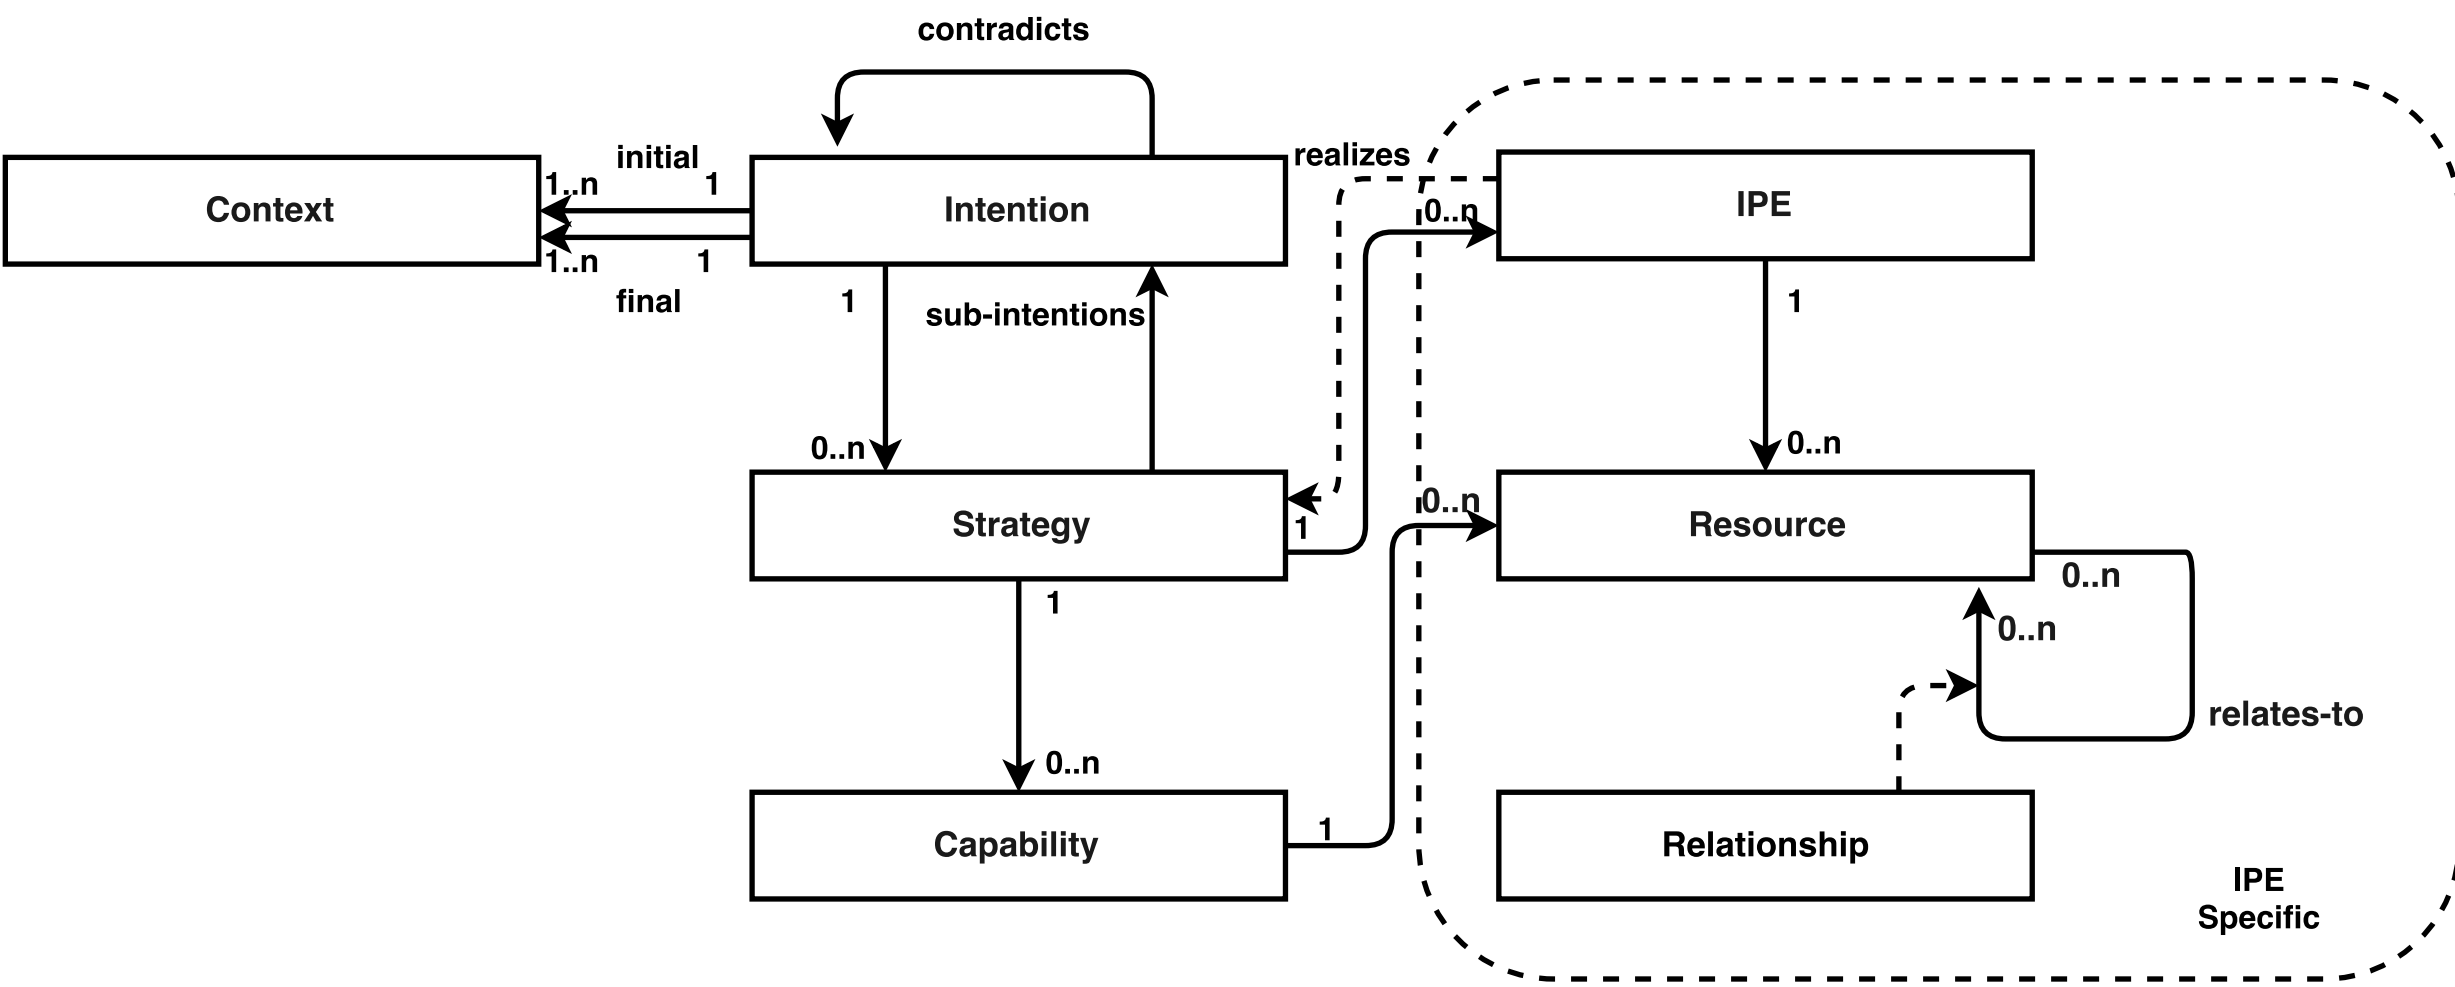 contradicts
initial
realizes
1..n
1
Context
Intention
IPE
0..n
1..n
1
final
1
sub-intentions
1
0..n
0..n
0..n
Strategy
1
Resource
0..n
1
0..n
relates-to
0..n
1
Capability
Relationship
IPE
Specific